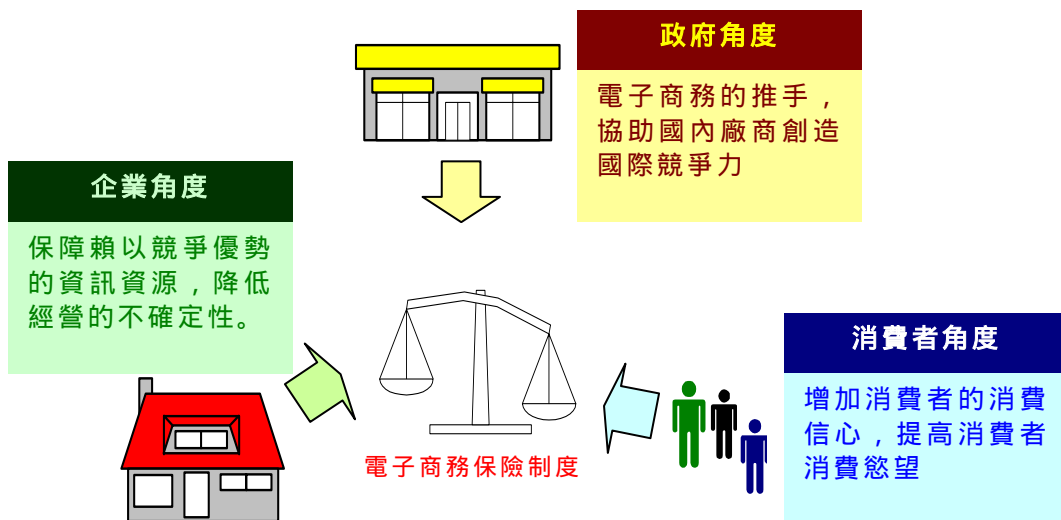 政府角度
電子商務的推手，
協助國內廠商創造
國際競爭力
企業角度
保障賴以競爭優勢
的資訊資源，降低
經營的不確定性。
消費者角度
增加消費者的消費
信心，提高消費者
消費慾望
電子商務保險制度